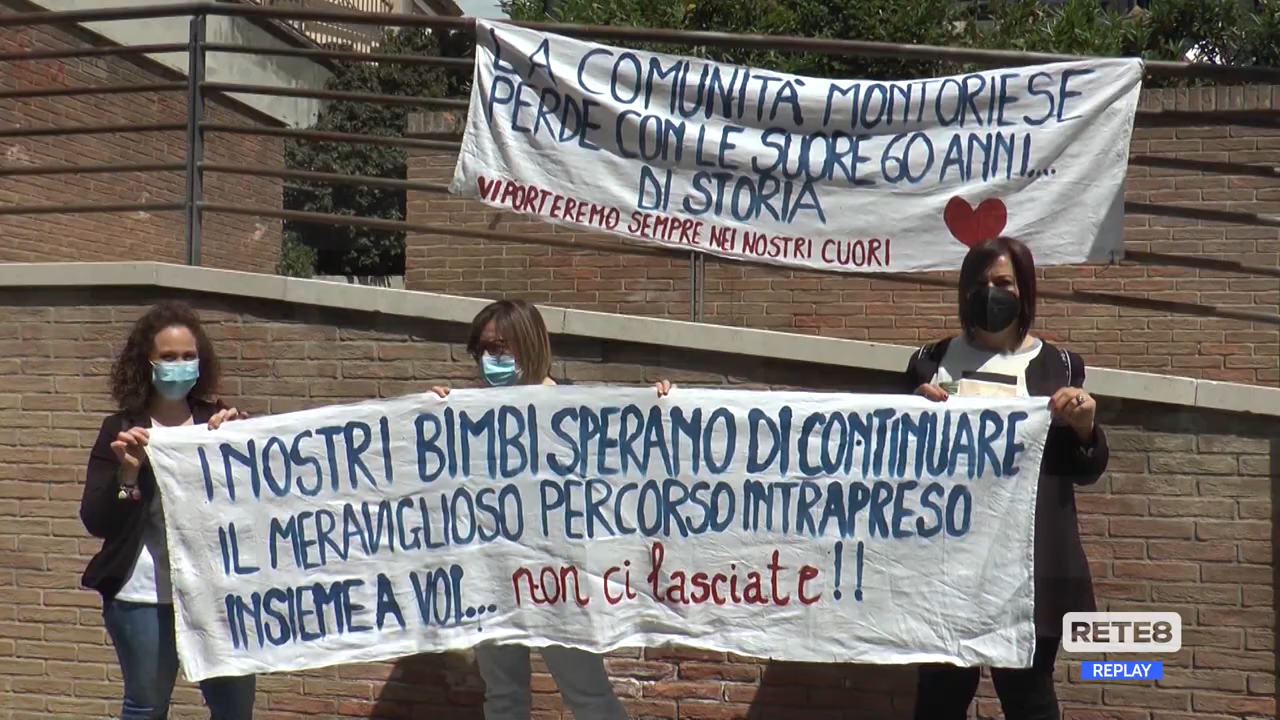 LA COMUNITÀ MONTORIESE
PERDE CON LE SUORE 60 ANNI...
DI STORIA
VI PORTEREMO SEMPRE NEI NOSTRI CUORI
I NOSTRI BIMBI SPERANO DI CONTINUARE
IL MERAVIGLIOSO PERCORSO INTRAPRESO
INSIEME A VOI... non ci lasciate!!
RETE8
REPLAY